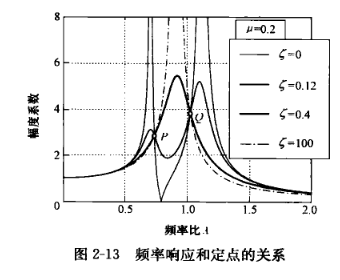 μ=0.2
8
6
4
2
0
幅度系数
ζ=0
ζ=0.12
ζ=0.4
ζ=100
P
Q
0.5
1.0
1.5
2.0
频率比 λ
图 2-13 频率响应和定点的关系